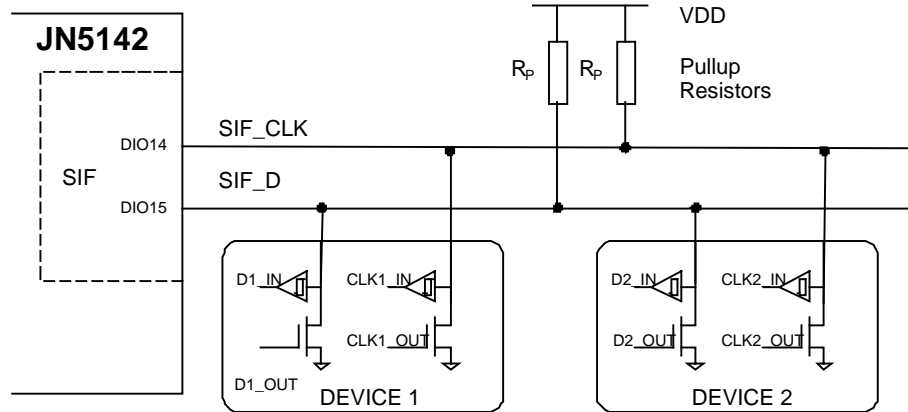 VDD
JN5142
RP RP Pullup
Resistors
SIF_CLK
DIO14
SIF
SIF_D
DIO15
D1_IN CLK1_IN D2_IN CLK2_IN
CLK1_OUT D2_OUT CLK2_OUT
D1_OUT
DEVICE 1 DEVICE 2